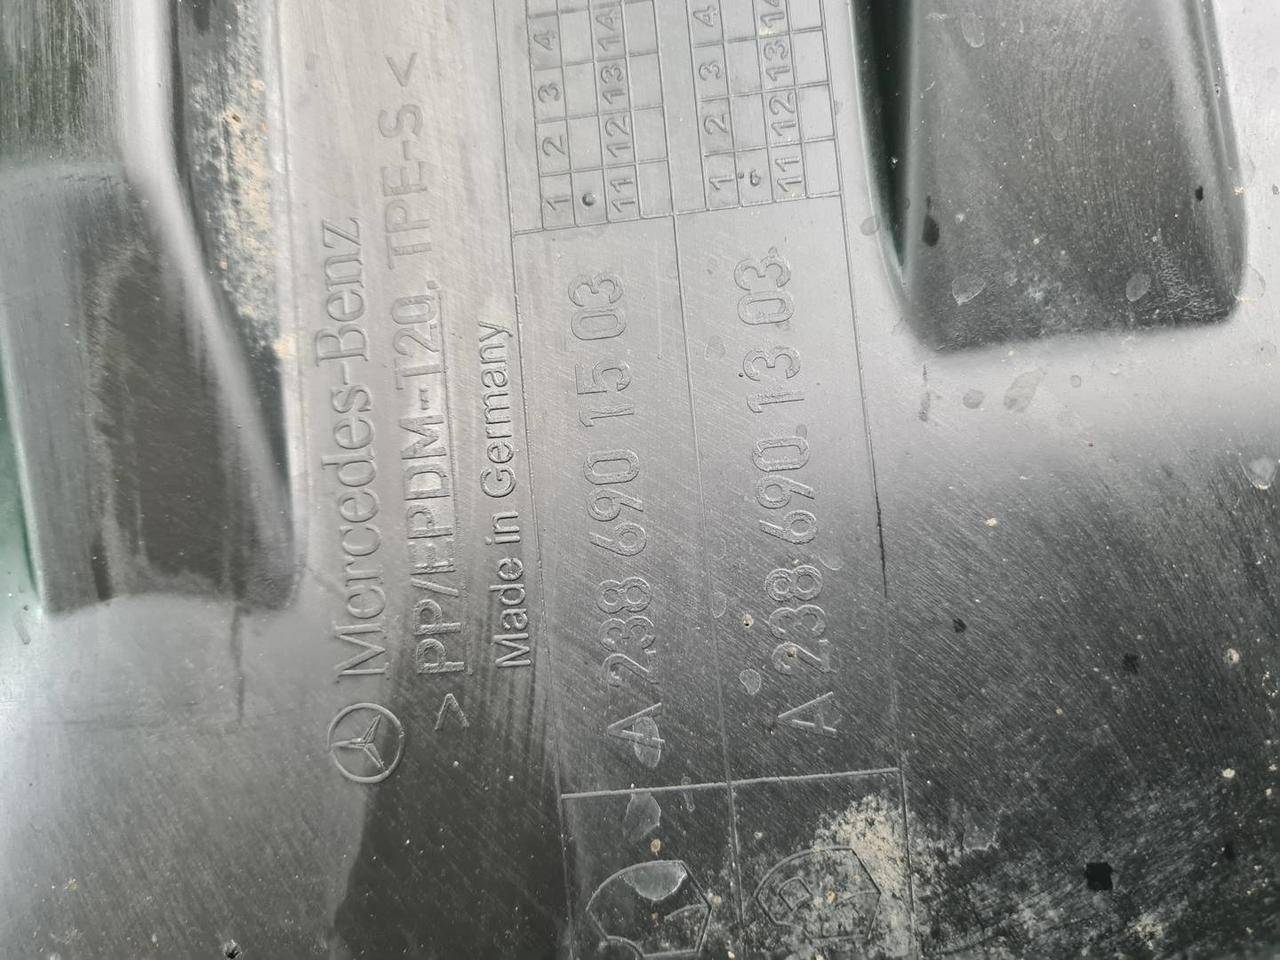 Mercedes-Benz
>PP/EPDM-T20, TPE-S<
Made in Germany
1 2 3 4
11 12 13 14
A 238 690 15 03
1 2 3 4
11 12 13 14
A 238 690 13 03